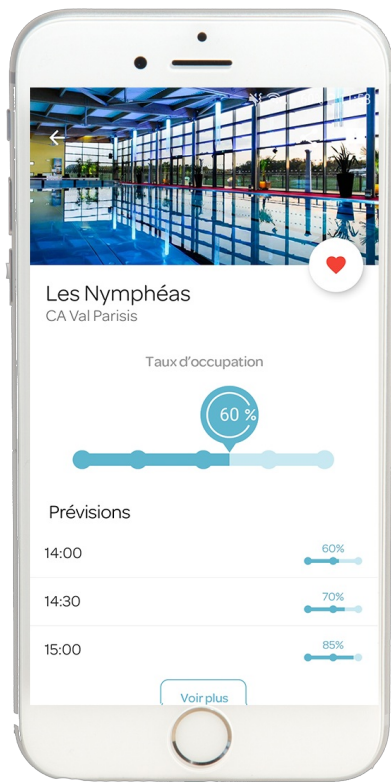 Les Nymphéas
CA Val Parisis
Taux d'occupation
60 %
Prévisions
14:00
60%
14:30
70%
15:00
85%
Voir plus